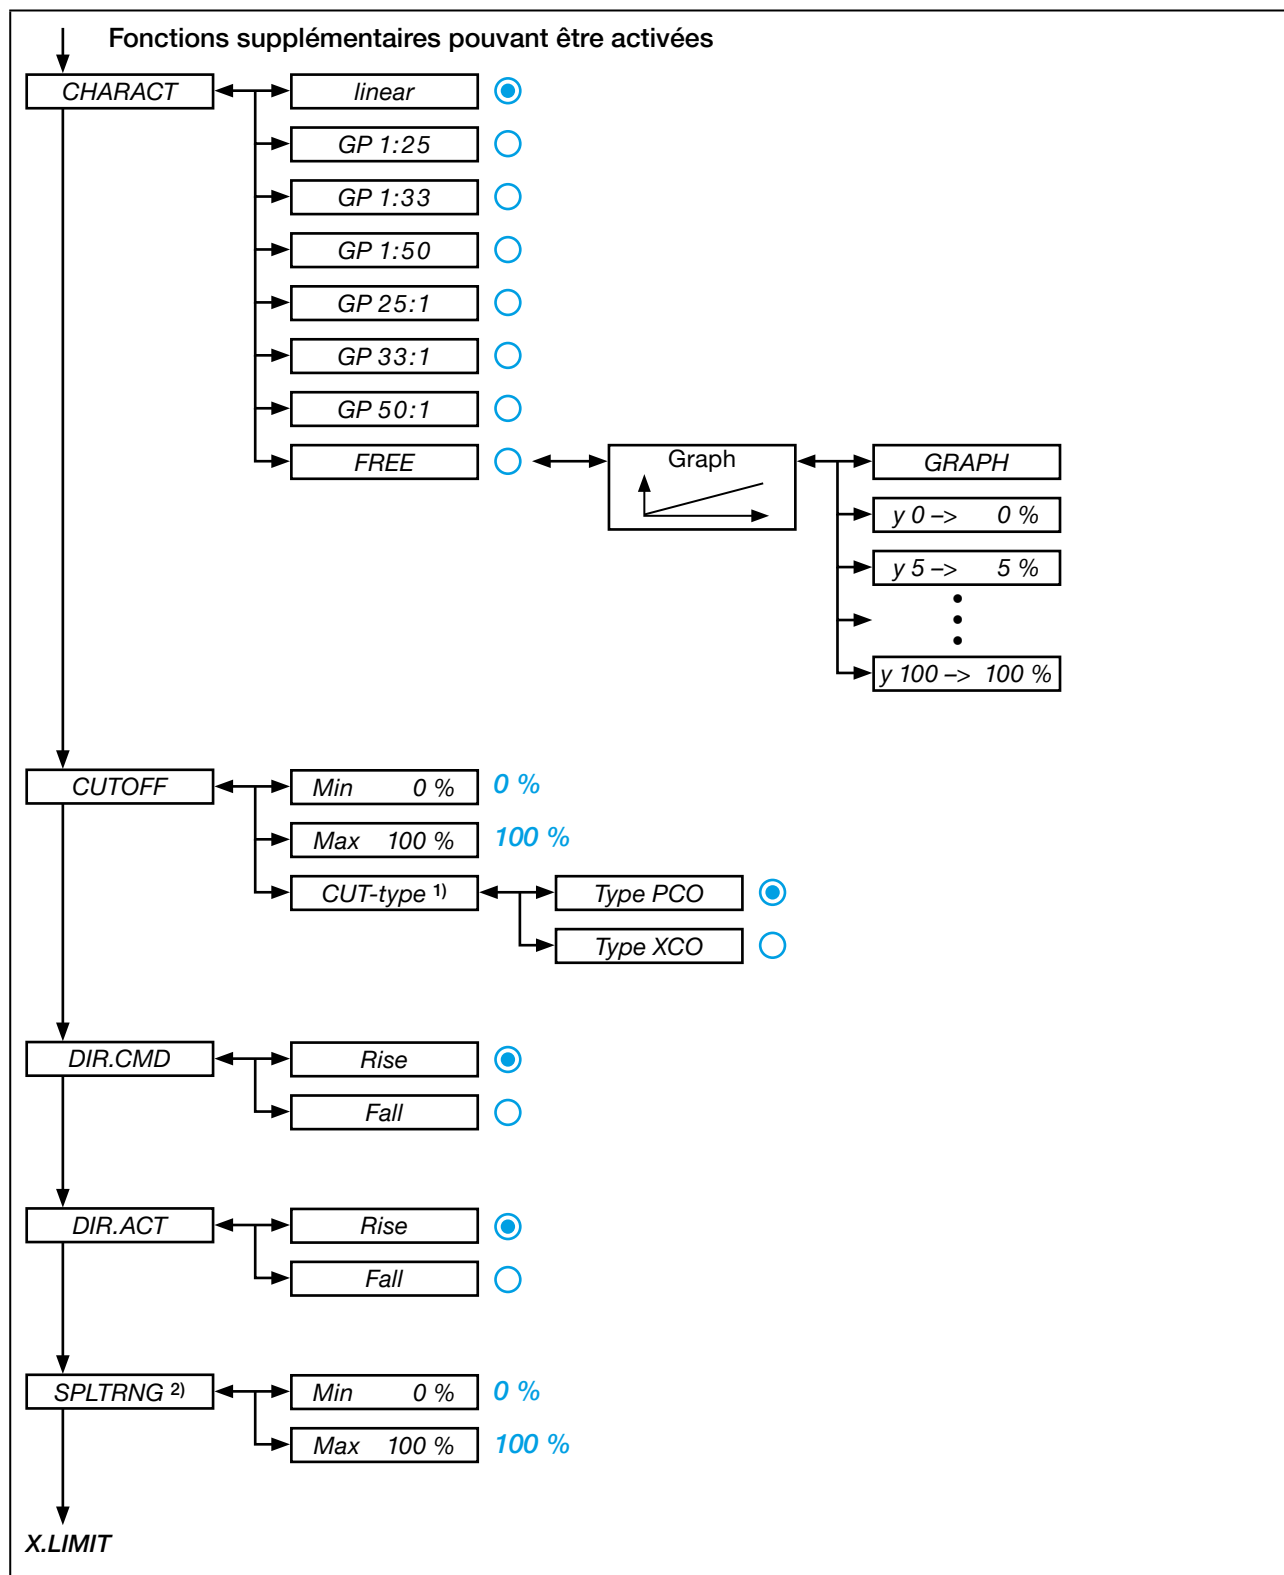 Fonctions supplémentaires pouvant être activées
CHARACT
linear
GP 1:25
GP 1:33
GP 1:50
GP 25:1
GP 33:1
GP 50:1
FREE
Graph
GRAPH
y 0 –> 0 %
y 5 –> 5 %
y 100 –> 100 %
CUTOFF
Min 0 % 0 %
Max 100 % 100 %
CUT-type 1)
Type PCO
Type XCO
DIR.CMD
Rise
Fall
DIR.ACT
Rise
Fall
SPLTRNG 2)
Min 0 % 0 %
Max 100 % 100 %
X.LIMIT